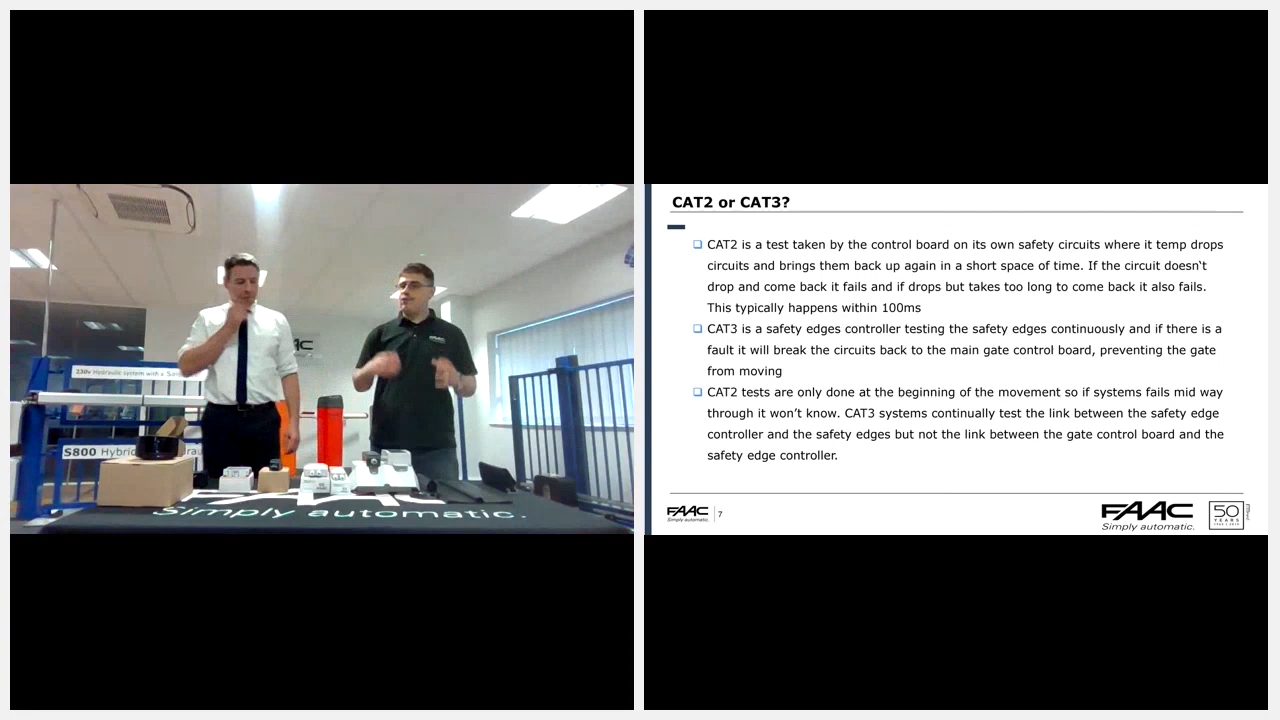 230v Hydraulic system with a
S800 Hybrid
FAAC
Simply automatic.
CAT2 or CAT3?
CAT2 is a test taken by the control board on its own safety circuits where it temp drops
circuits and brings them back up again in a short space of time. If the circuit doesn't
drop and come back it fails and if drops but takes too long to come back it also fails.
This typically happens within 100ms
CAT3 is a safety edges controller testing the safety edges continuously and if there is a
fault it will break the circuits back to the main gate control board, preventing the gate
from moving
CAT2 tests are only done at the beginning of the movement so if systems fails mid way
through it won't know. CAT3 systems continually test the link between the safety edge
controller and the safety edges but not the link between the gate control board and the
safety edge controller.
FAAC
Simply automatic.
7
FAAC
Simply automatic.
50
YEARS